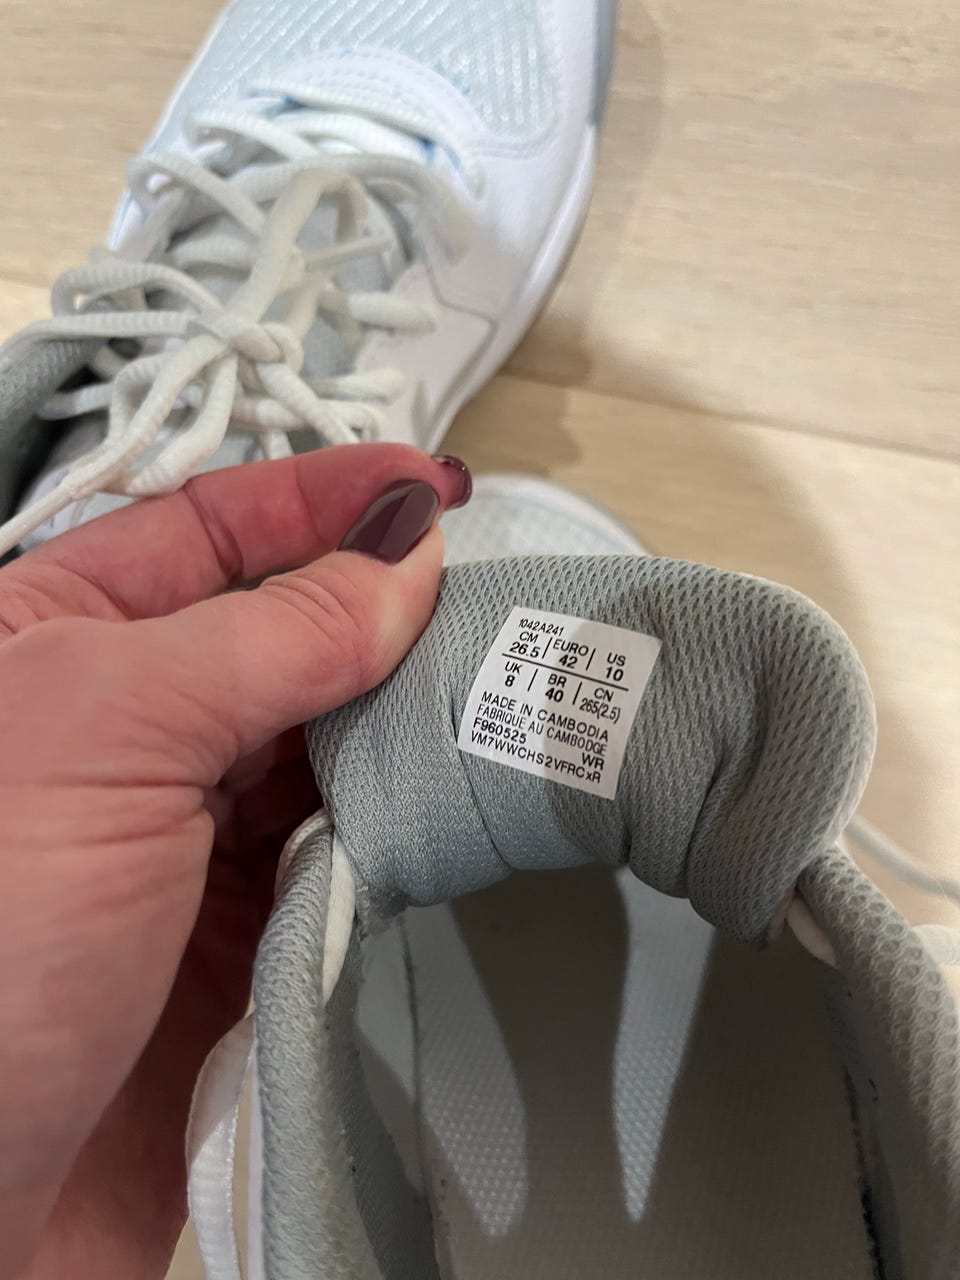 1042A241
CM | EURO | US
26.5 | 42 | 10
UK | BR | CN
8 | 40 | 265(2.5)
MADE IN CAMBODIA
FABRIQUE AU CAMBODGE
F960525 WR
VM7WWCHS2VFRCxR